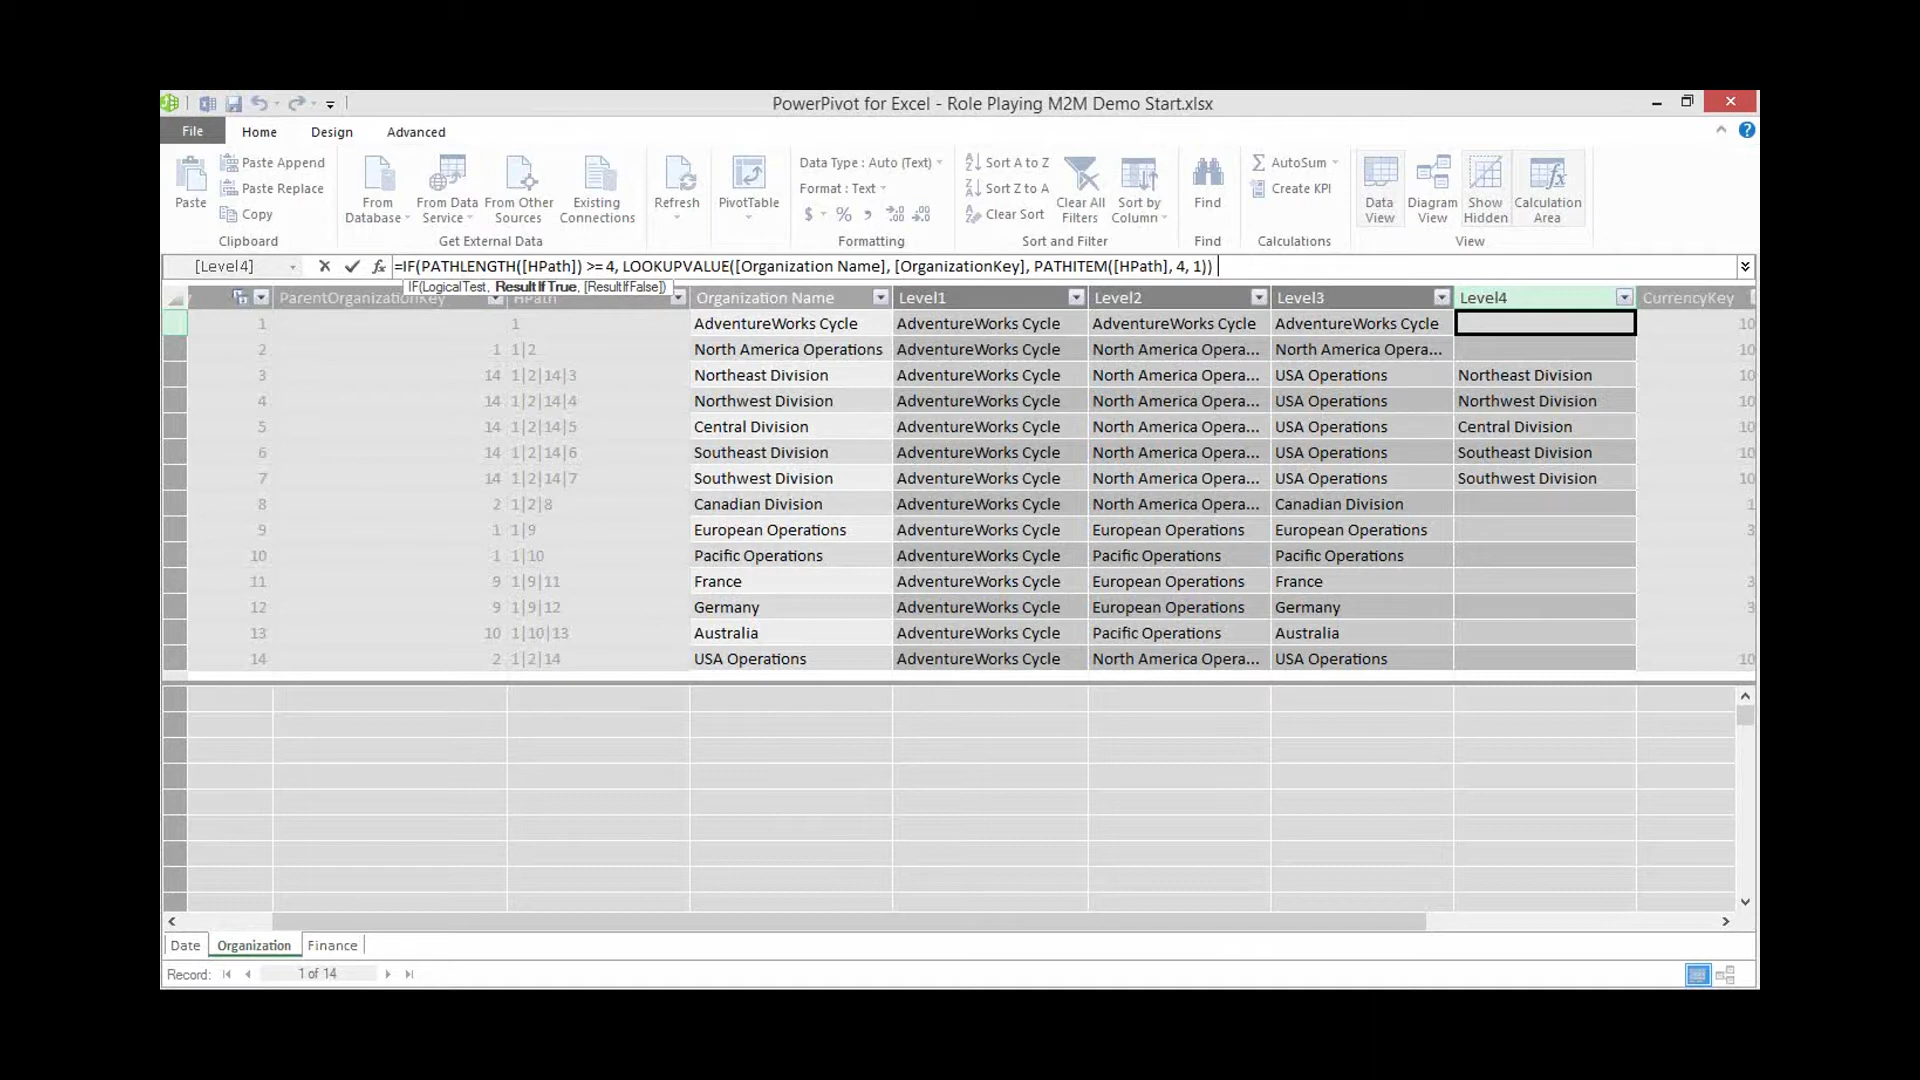 PowerPivot for Excel - Role Playing M2M Demo Start.xlsx
File Home Design Advanced
Paste
Paste Append
Paste Replace
Copy
Clipboard
From Database
From Data Service
From Other Sources
Existing Connections
Get External Data
Refresh
PivotTable
Data Type : Auto (Text)
Format : Text
$ % ,
Formatting
Sort A to Z
Sort Z to A
Clear Sort
Clear All Filters
Sort by Column
Sort and Filter
Find
Find
AutoSum
Create KPI
Calculations
Data View
Diagram View
Show Hidden
Calculation Area
View
[Level4] fx =IF(PATHLENGTH([HPath]) >= 4, LOOKUPVALUE([Organization Name], [OrganizationKey], PATHITEM([HPath], 4, 1))
IF(LogicalTest, ResultIfTrue, [ResultIfFalse])
ParentOrganizationKey HPath Organization Name Level1 Level2 Level3 Level4 CurrencyKey
1 1 AdventureWorks Cycle AdventureWorks Cycle AdventureWorks Cycle AdventureWorks Cycle 10
2 1 1|2 North America Operations AdventureWorks Cycle North America Opera... North America Opera... 10
3 14 1|2|14|3 Northeast Division AdventureWorks Cycle North America Opera... USA Operations Northeast Division 10
4 14 1|2|14|4 Northwest Division AdventureWorks Cycle North America Opera... USA Operations Northwest Division 10
5 14 1|2|14|5 Central Division AdventureWorks Cycle North America Opera... USA Operations Central Division 10
6 14 1|2|14|6 Southeast Division AdventureWorks Cycle North America Opera... USA Operations Southeast Division 10
7 14 1|2|14|7 Southwest Division AdventureWorks Cycle North America Opera... USA Operations Southwest Division 10
8 2 1|2|8 Canadian Division AdventureWorks Cycle North America Opera... Canadian Division 1
9 1 1|9 European Operations AdventureWorks Cycle European Operations European Operations 3
10 1 1|10 Pacific Operations AdventureWorks Cycle Pacific Operations Pacific Operations
11 9 1|9|11 France AdventureWorks Cycle European Operations France 3
12 9 1|9|12 Germany AdventureWorks Cycle European Operations Germany 3
13 10 1|10|13 Australia AdventureWorks Cycle Pacific Operations Australia
14 2 1|2|14 USA Operations AdventureWorks Cycle North America Opera... USA Operations 10
Date Organization Finance
Record: 1 of 14